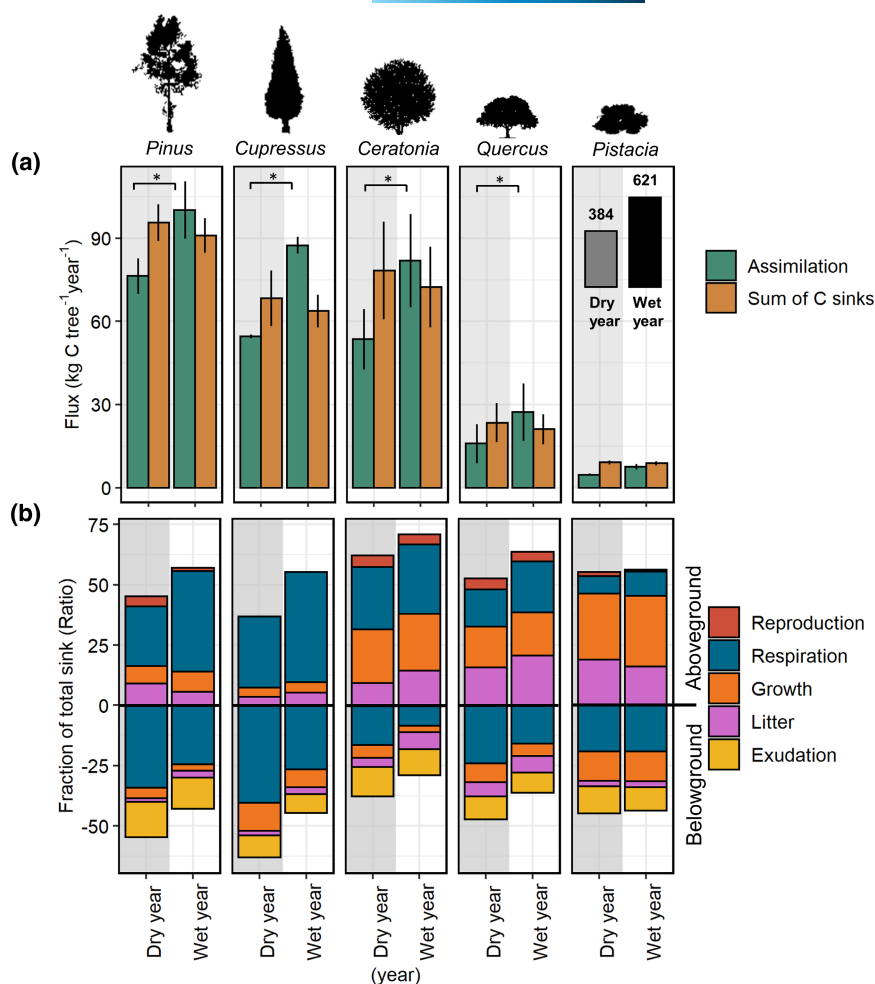 Pinus Cupressus Ceratonia Quercus Pistacia
(a)
Flux (kg C tree⁻¹year⁻¹)
90
60
30
0
* * * *
384
621
Dry year
Wet year
Assimilation
Sum of C sinks
(b)
Fraction of total sink (Ratio)
75
50
25
0
-25
-50
Aboveground
Belowground
Reproduction
Respiration
Growth
Litter
Exudation
Dry year Wet year Dry year Wet year Dry year Wet year Dry year Wet year Dry year Wet year
(year)